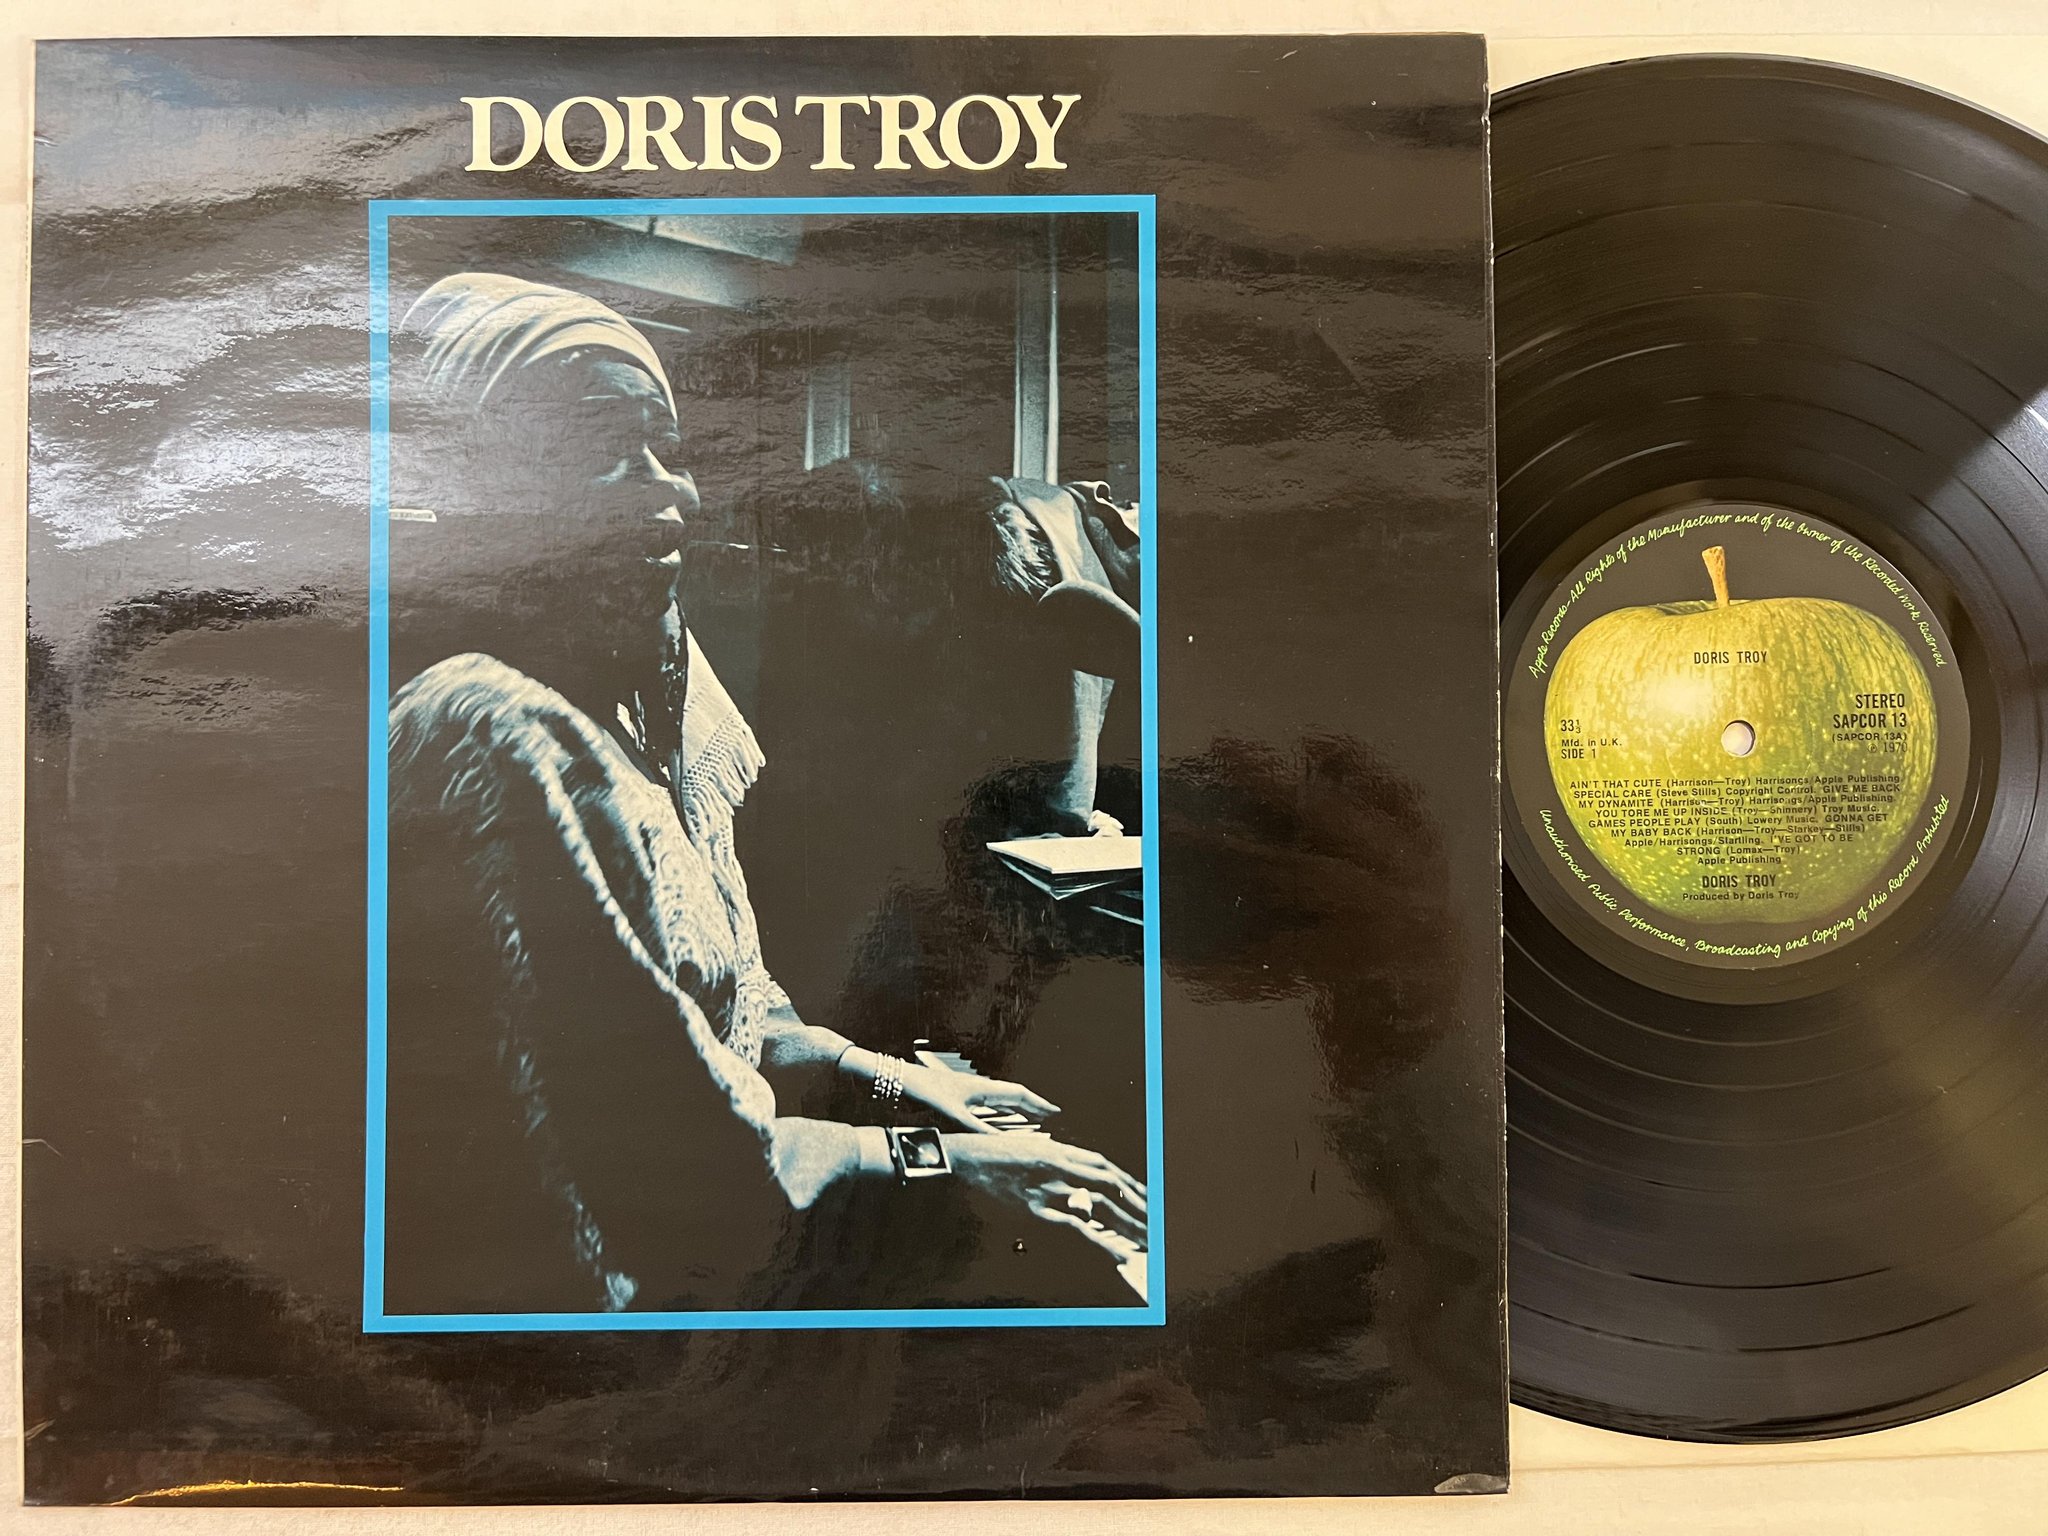 DORIS TROY
Apple Records-All Rights of the Manufacturer and of the Owner of the Recorded Work Reserved
DORIS TROY
STEREO
SAPCOR 13
(SAPCOR 13A)
℗ 1970
33⅓
Mfd. in U.K.
SIDE 1
AIN'T THAT CUTE (Harrison—Troy) Harrisongs/Apple Publishing.
SPECIAL CARE (Steve Stills) Copyright Control. GIVE ME BACK
MY DYNAMITE (Harrison—Troy) Harrisongs/Apple Publishing.
YOU TORE ME UP INSIDE (Troy—Shinnery) Troy Music.
GAMES PEOPLE PLAY (South) Lowery Music. GONNA GET
MY BABY BACK (Harrison—Troy—Starkey—Stills)
Apple/Harrisongs/Startling. I'VE GOT TO BE
STRONG (Lomax—Troy)
Apple Publishing
DORIS TROY
Produced by Doris Troy
Unauthorised Public Performance, Broadcasting and Copying of this Record Prohibited